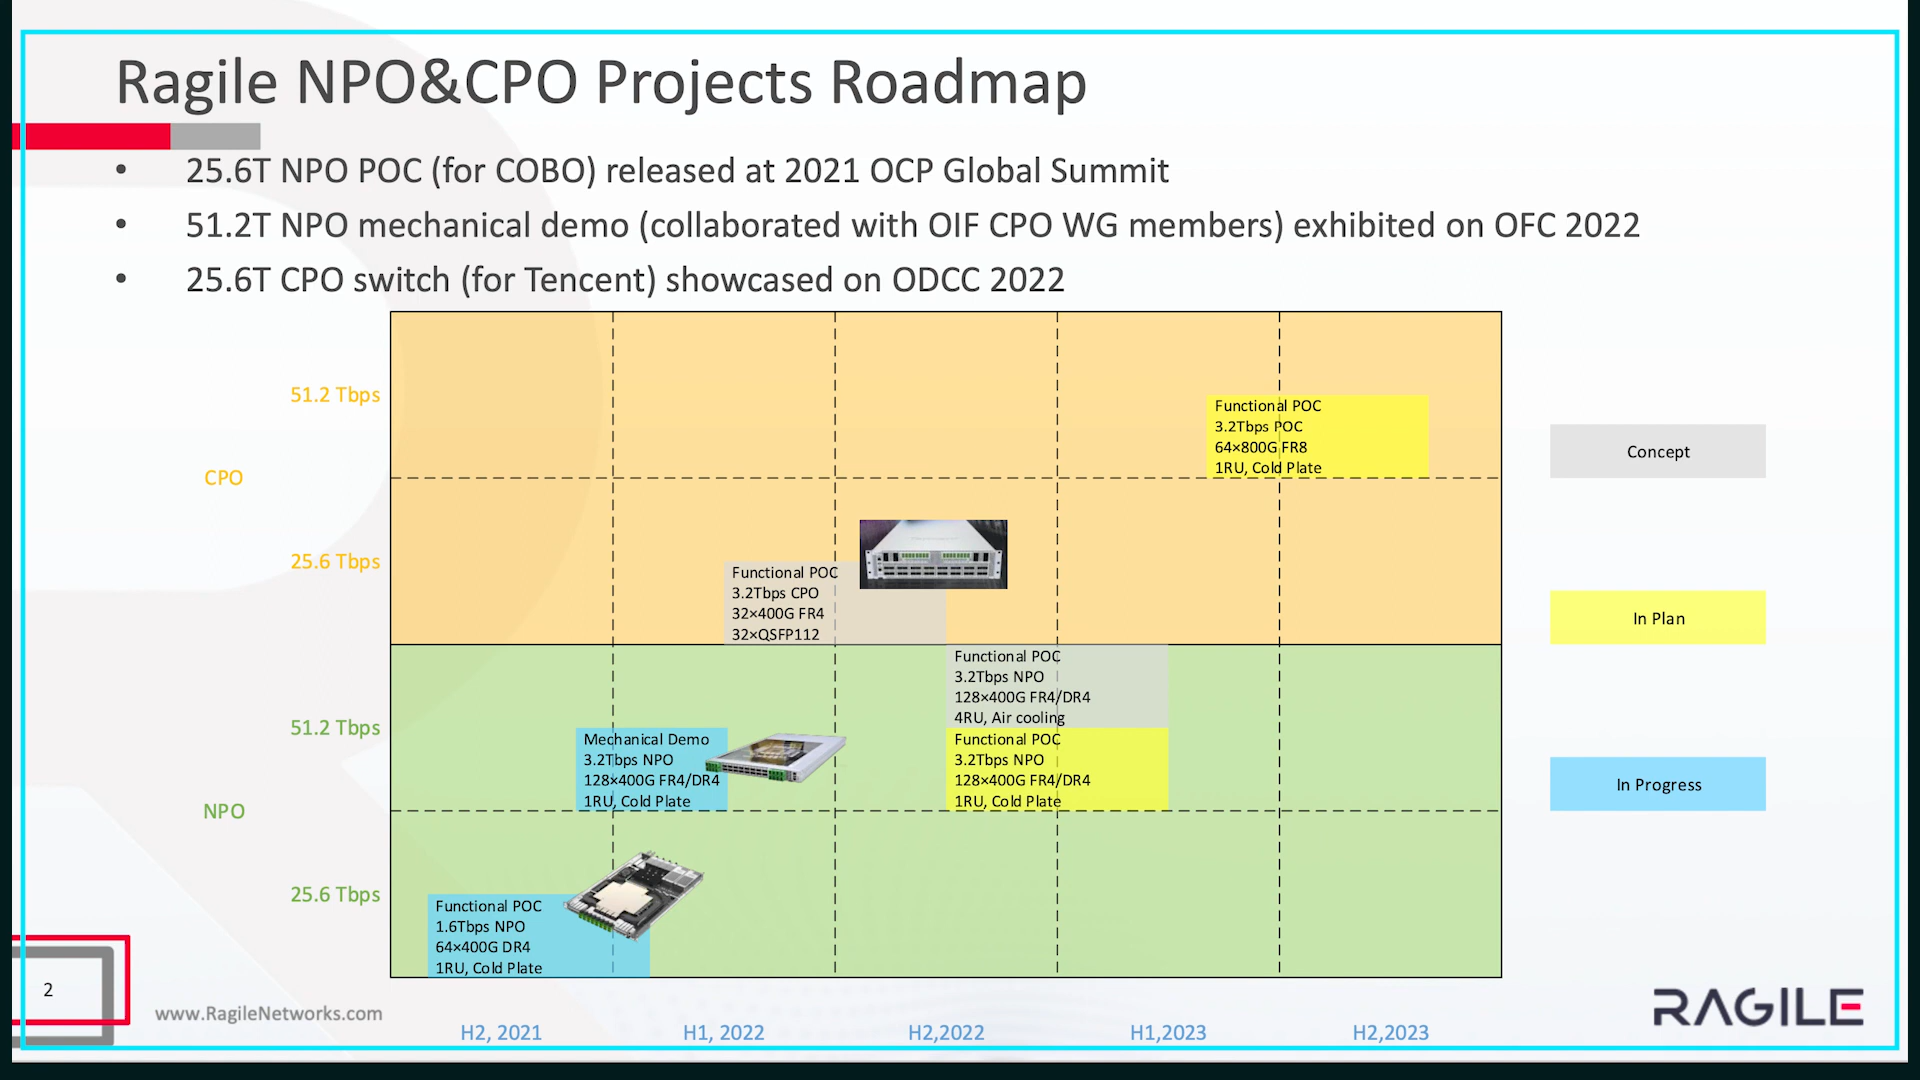 Ragile NPO&CPO Projects Roadmap
• 25.6T NPO POC (for COBO) released at 2021 OCP Global Summit
• 51.2T NPO mechanical demo (collaborated with OIF CPO WG members) exhibited on OFC 2022
• 25.6T CPO switch (for Tencent) showcased on ODCC 2022
51.2 Tbps
CPO
25.6 Tbps
51.2 Tbps
NPO
25.6 Tbps
Functional POC
3.2Tbps POC
64×800G FR8
1RU, Cold Plate
Functional POC
3.2Tbps CPO
32×400G FR4
32×QSFP112
Functional POC
3.2Tbps NPO
128×400G FR4/DR4
4RU, Air cooling
Mechanical Demo
3.2Tbps NPO
128×400G FR4/DR4
1RU, Cold Plate
Functional POC
3.2Tbps NPO
128×400G FR4/DR4
1RU, Cold Plate
Functional POC
1.6Tbps NPO
64×400G DR4
1RU, Cold Plate
Concept
In Plan
In Progress
H2, 2021
H1, 2022
H2,2022
H1,2023
H2,2023
2
www.RagileNetworks.com
RAGILE